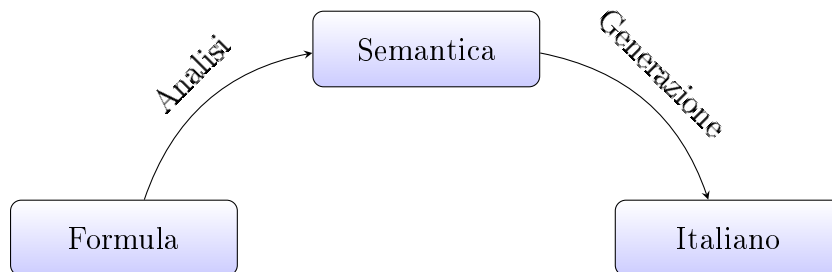 Semantica
Analisi
Generazione
Formula
Italiano